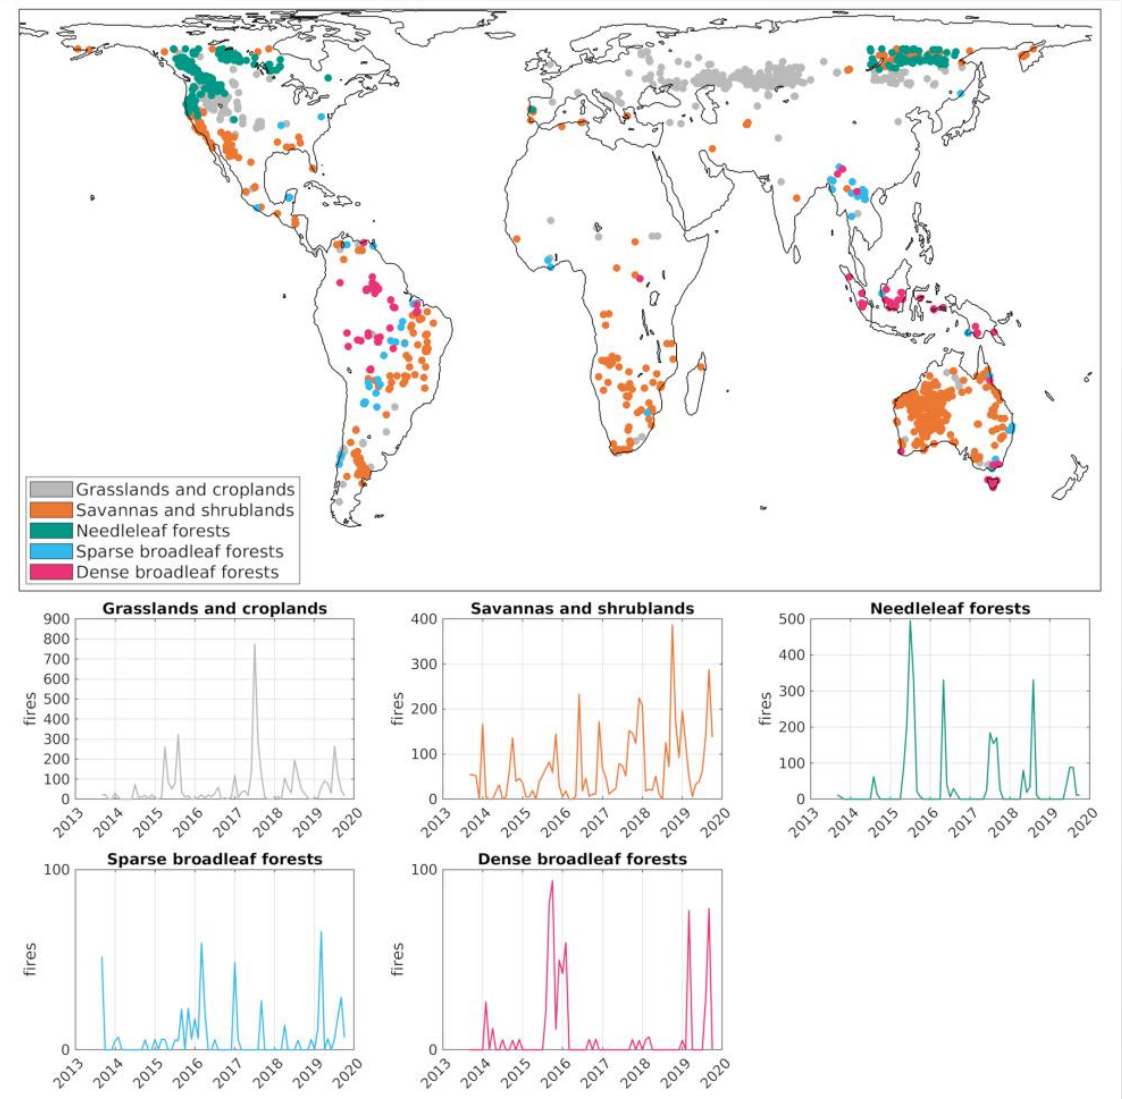 Grasslands and croplands
Savannas and shrublands
Needleleaf forests
Sparse broadleaf forests
Dense broadleaf forests
Grasslands and croplands
900
800
700
600
500
400
300
200
100
0
fires
2013 2014 2015 2016 2017 2018 2019 2020
Savannas and shrublands
400
300
200
100
0
fires
2013 2014 2015 2016 2017 2018 2019 2020
Needleleaf forests
500
400
300
200
100
0
fires
2013 2014 2015 2016 2017 2018 2019 2020
Sparse broadleaf forests
100
0
fires
2013 2014 2015 2016 2017 2018 2019 2020
Dense broadleaf forests
100
0
fires
2013 2014 2015 2016 2017 2018 2019 2020